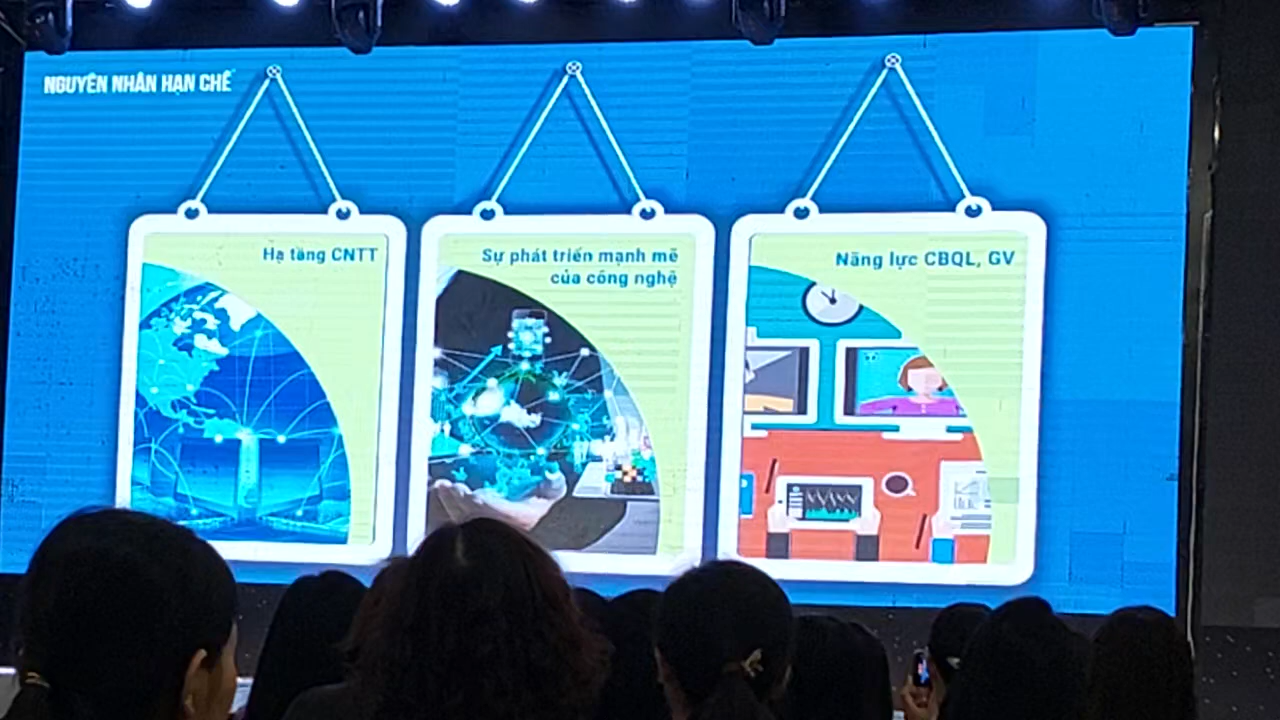 NGUYÊN NHÂN HẠN CHẾ
Hạ tầng CNTT
Sự phát triển mạnh mẽ
của công nghệ
Năng lực CBQL, GV